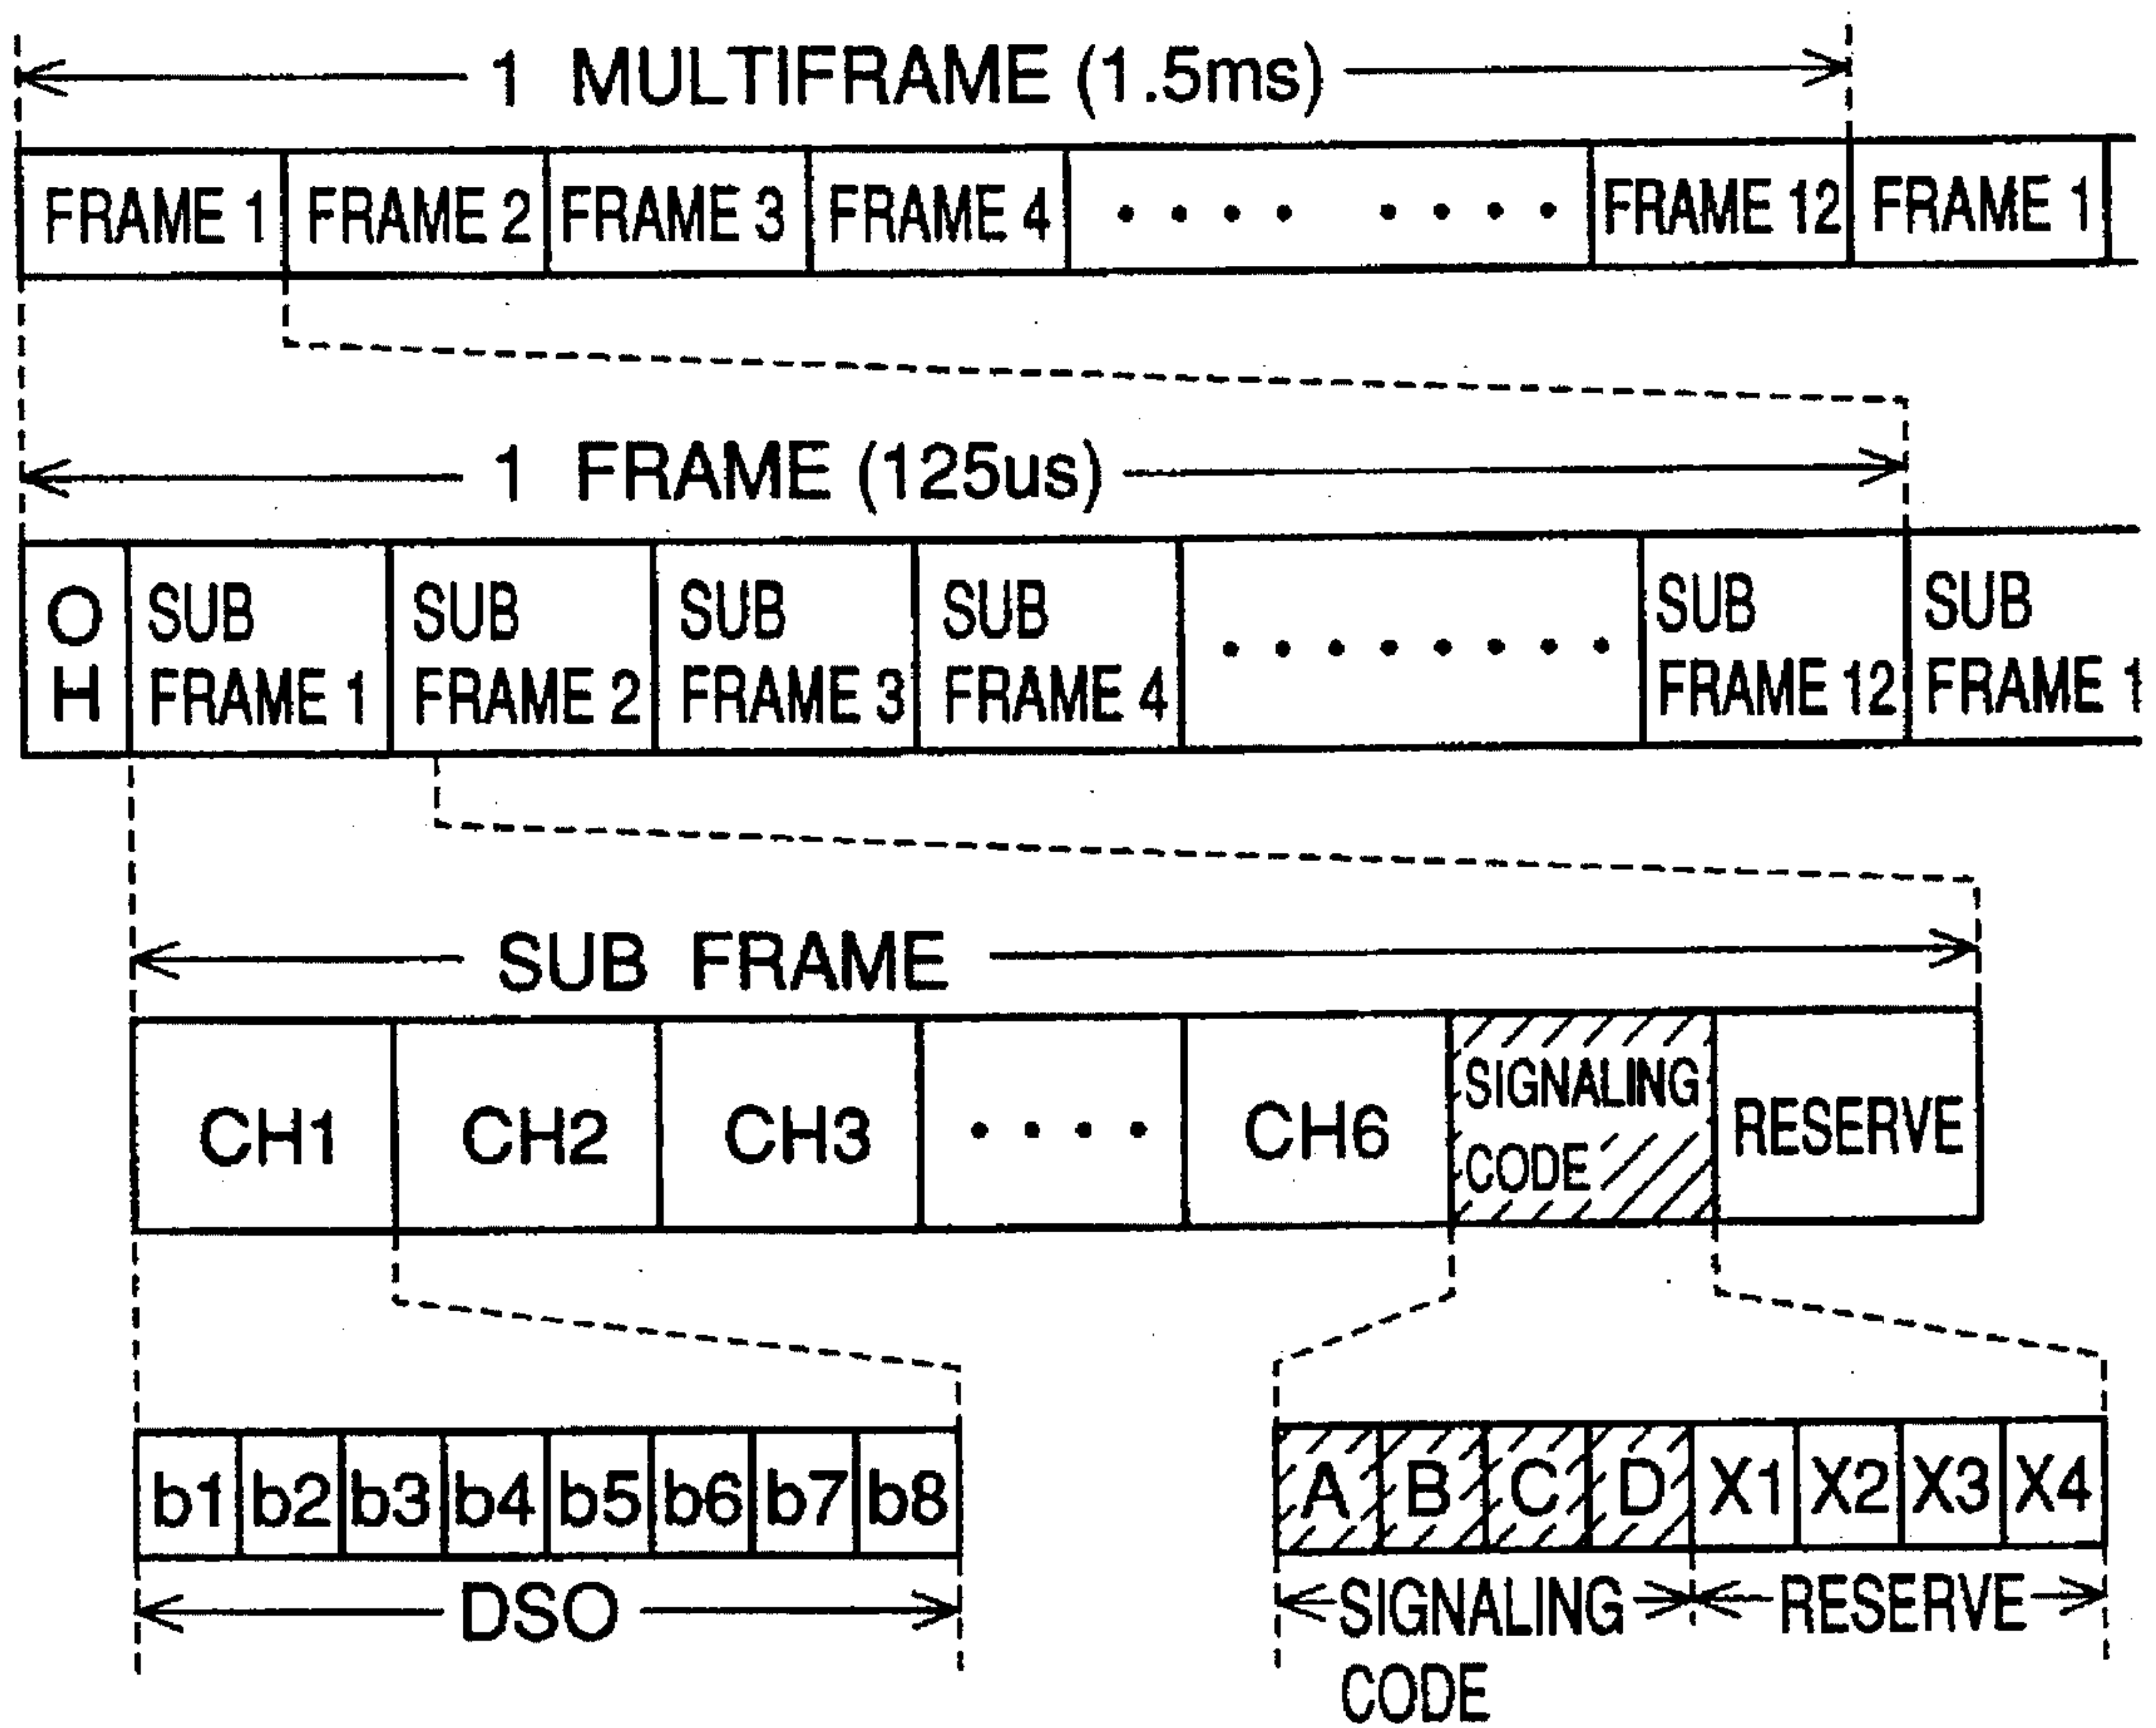 1 MULTIFRAME (1.5ms)
FRAME 1 FRAME 2 FRAME 3 FRAME 4 • • • • • • • • FRAME 12 FRAME 1
1 FRAME (125us)
O SUB SUB SUB SUB • • • • • • • • SUB SUB
H FRAME 1 FRAME 2 FRAME 3 FRAME 4 FRAME 12 FRAME 1
SUB FRAME
CH1 CH2 CH3 • • • • CH6 SIGNALING RESERVE
CODE
b1 b2 b3 b4 b5 b6 b7 b8 A B C D X1 X2 X3 X4
DSO SIGNALING RESERVE
CODE